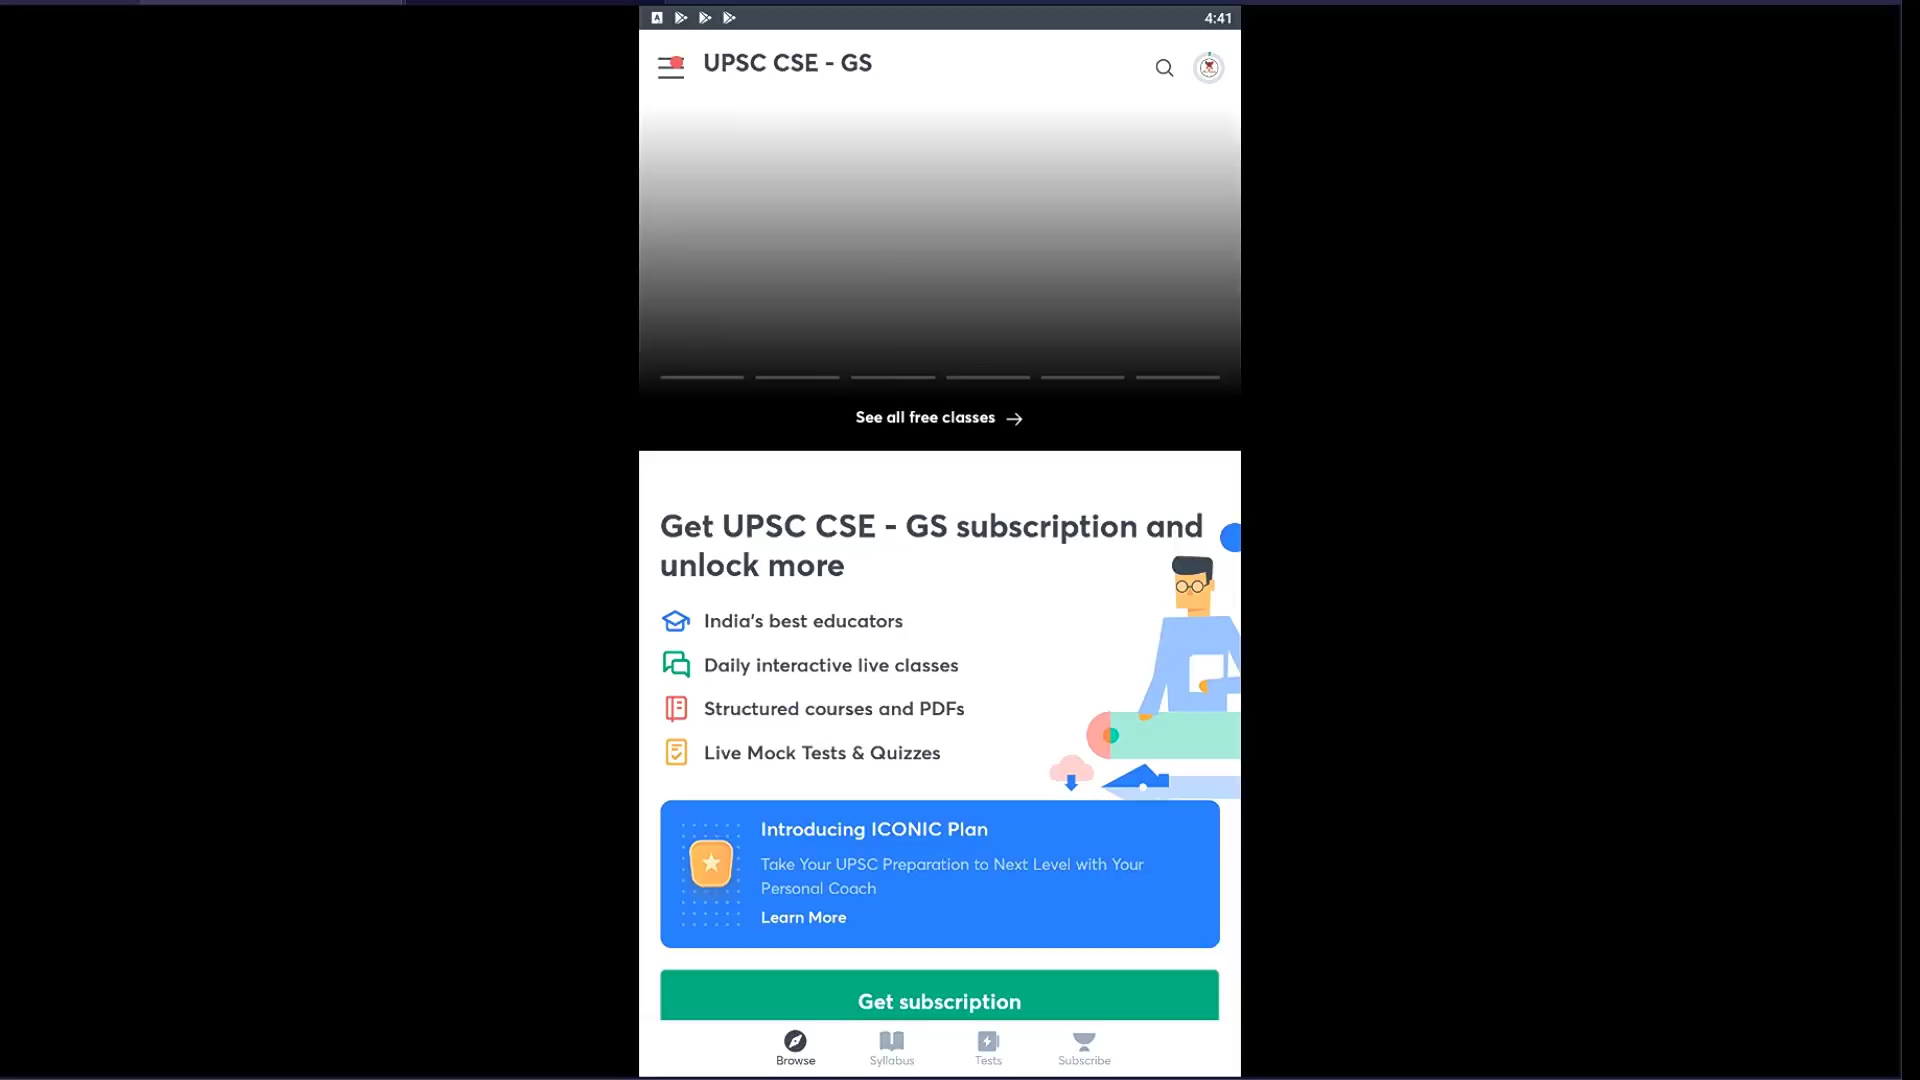 4:41
UPSC CSE - GS
See all free classes
Get UPSC CSE - GS subscription and
unlock more
India's best educators
Daily interactive live classes
Structured courses and PDFs
Live Mock Tests & Quizzes
Introducing ICONIC Plan
Take Your UPSC Preparation to Next Level with Your
Personal Coach
Learn More
Get subscription
Browse
Syllabus
Tests
Subscribe